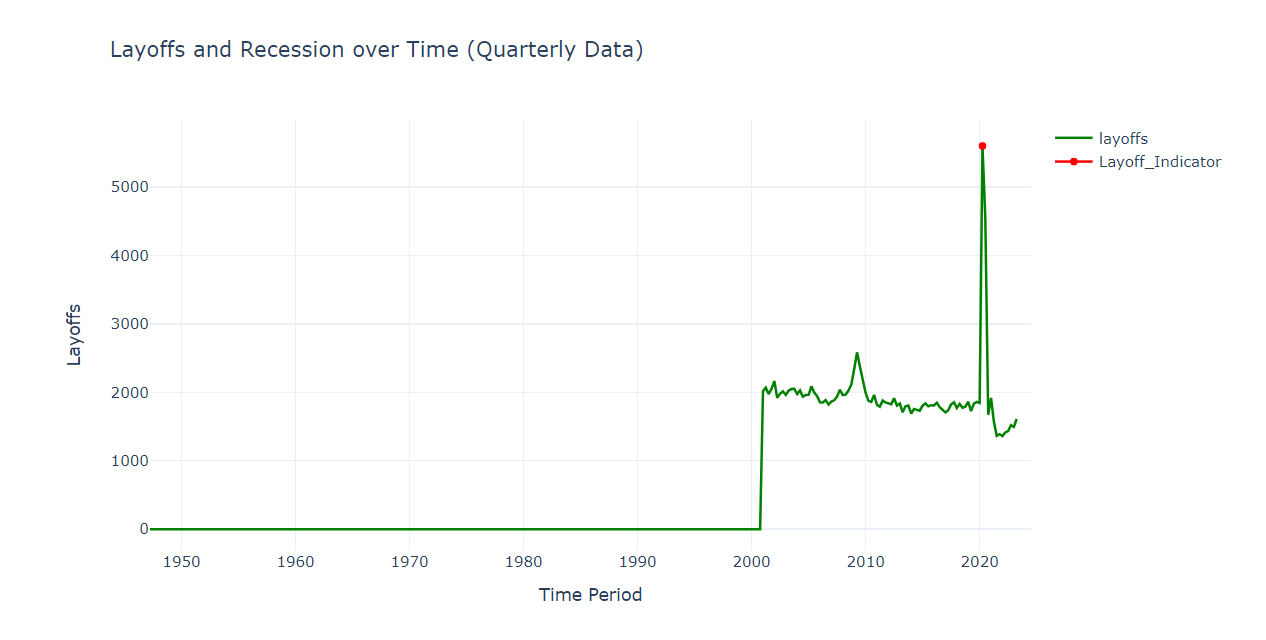 Layoffs and Recession over Time (Quarterly Data)
layoffs
Layoff_Indicator
5000
4000
3000
2000
1000
0
Layoffs
1950 1960 1970 1980 1990 2000 2010 2020
Time Period